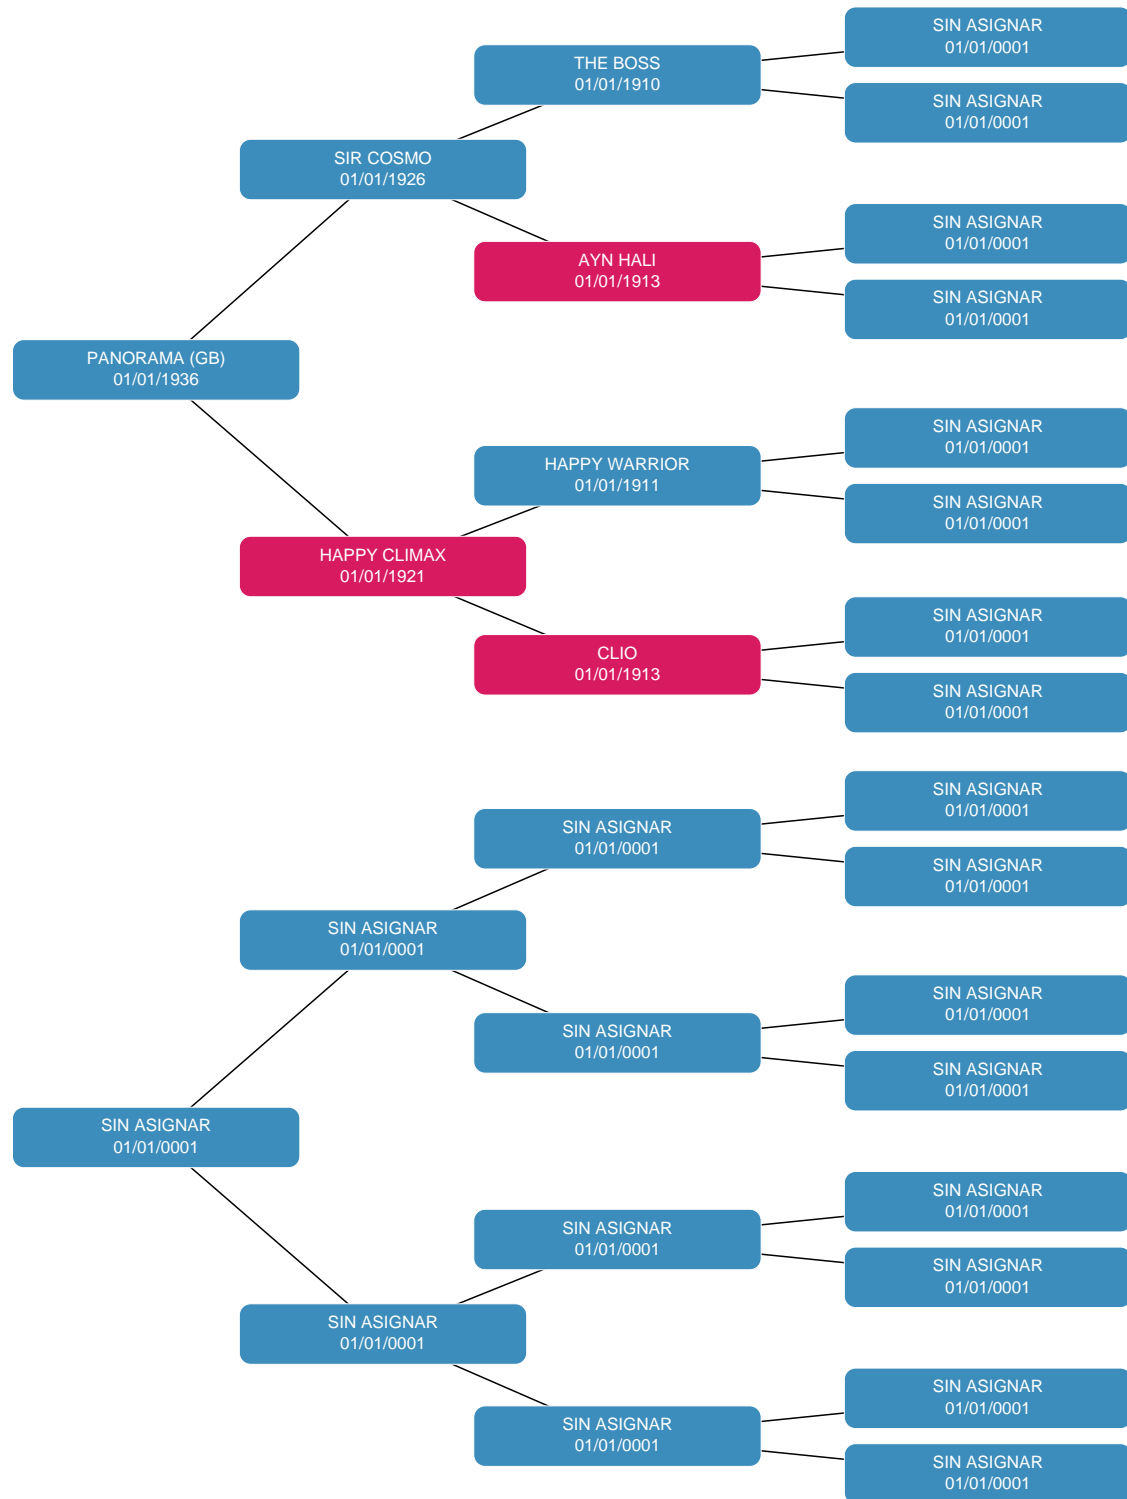 SIN ASIGNAR
01/01/0001
THE BOSS
01/01/1910
SIN ASIGNAR
01/01/0001
SIR COSMO
01/01/1926
SIN ASIGNAR
01/01/0001
AYN HALI
01/01/1913
SIN ASIGNAR
01/01/0001
PANORAMA (GB)
01/01/1936
SIN ASIGNAR
01/01/0001
HAPPY WARRIOR
01/01/1911
SIN ASIGNAR
01/01/0001
HAPPY CLIMAX
01/01/1921
SIN ASIGNAR
01/01/0001
CLIO
01/01/1913
SIN ASIGNAR
01/01/0001
SIN ASIGNAR
01/01/0001
SIN ASIGNAR
01/01/0001
SIN ASIGNAR
01/01/0001
SIN ASIGNAR
01/01/0001
SIN ASIGNAR
01/01/0001
SIN ASIGNAR
01/01/0001
SIN ASIGNAR
01/01/0001
SIN ASIGNAR
01/01/0001
SIN ASIGNAR
01/01/0001
SIN ASIGNAR
01/01/0001
SIN ASIGNAR
01/01/0001
SIN ASIGNAR
01/01/0001
SIN ASIGNAR
01/01/0001
SIN ASIGNAR
01/01/0001
SIN ASIGNAR
01/01/0001